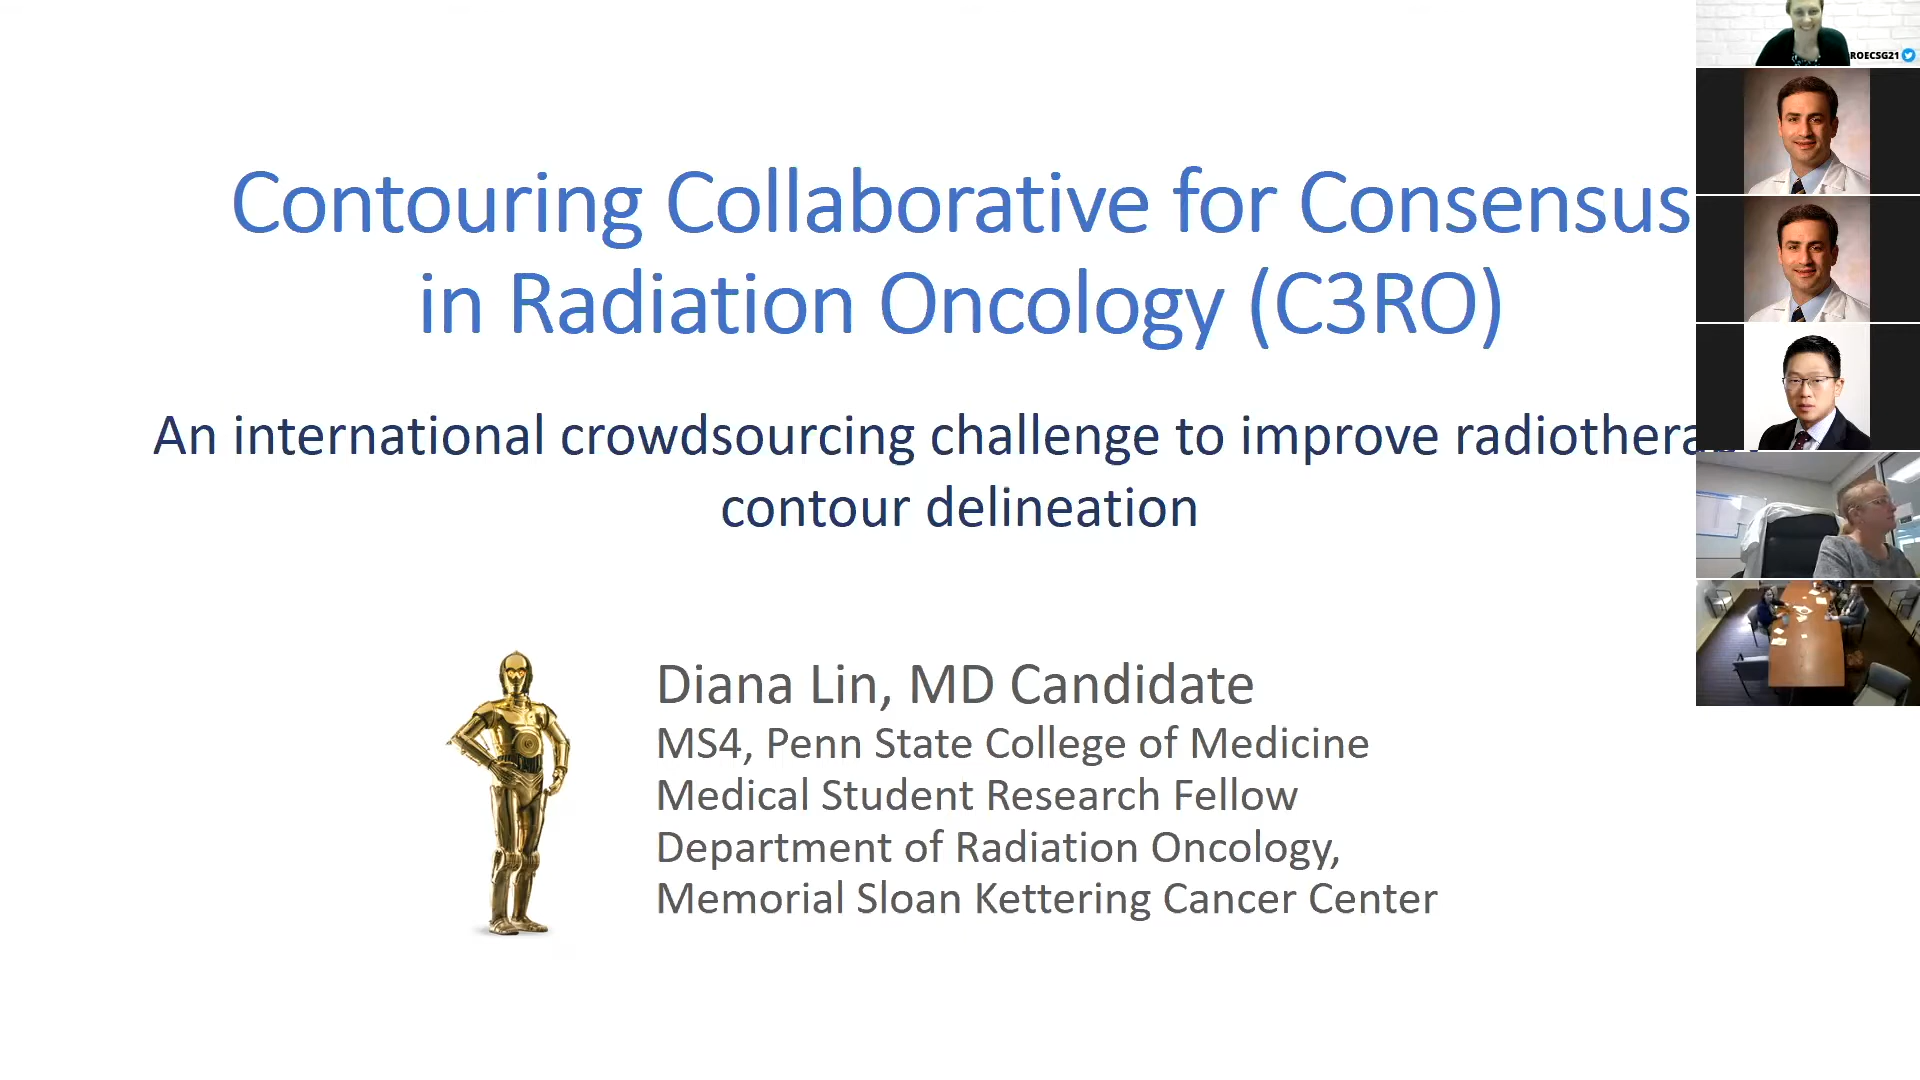 Contouring Collaborative for Consensus
in Radiation Oncology (C3RO)
An international crowdsourcing challenge to improve
contour delineation
Diana Lin, MD Candidate
MS4, Penn State College of Medicine
Medical Student Research Fellow
Department of Radiation Oncology,
Memorial Sloan Kettering Cancer Center
ROECSG21